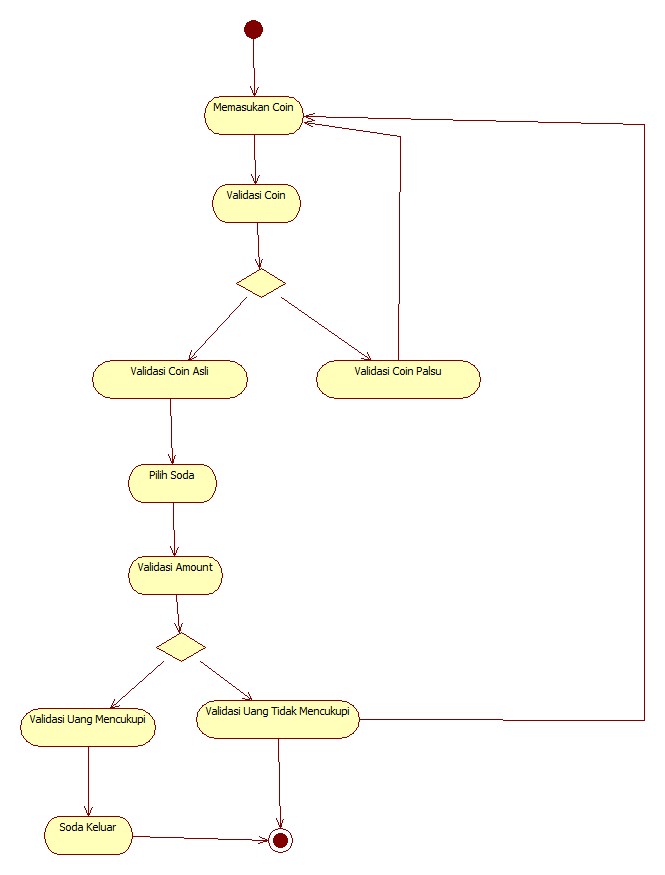 Memasukan Coin
Validasi Coin
Validasi Coin Asli
Validasi Coin Palsu
Pilih Soda
Validasi Amount
Validasi Uang Mencukupi
Validasi Uang Tidak Mencukupi
Soda Keluar